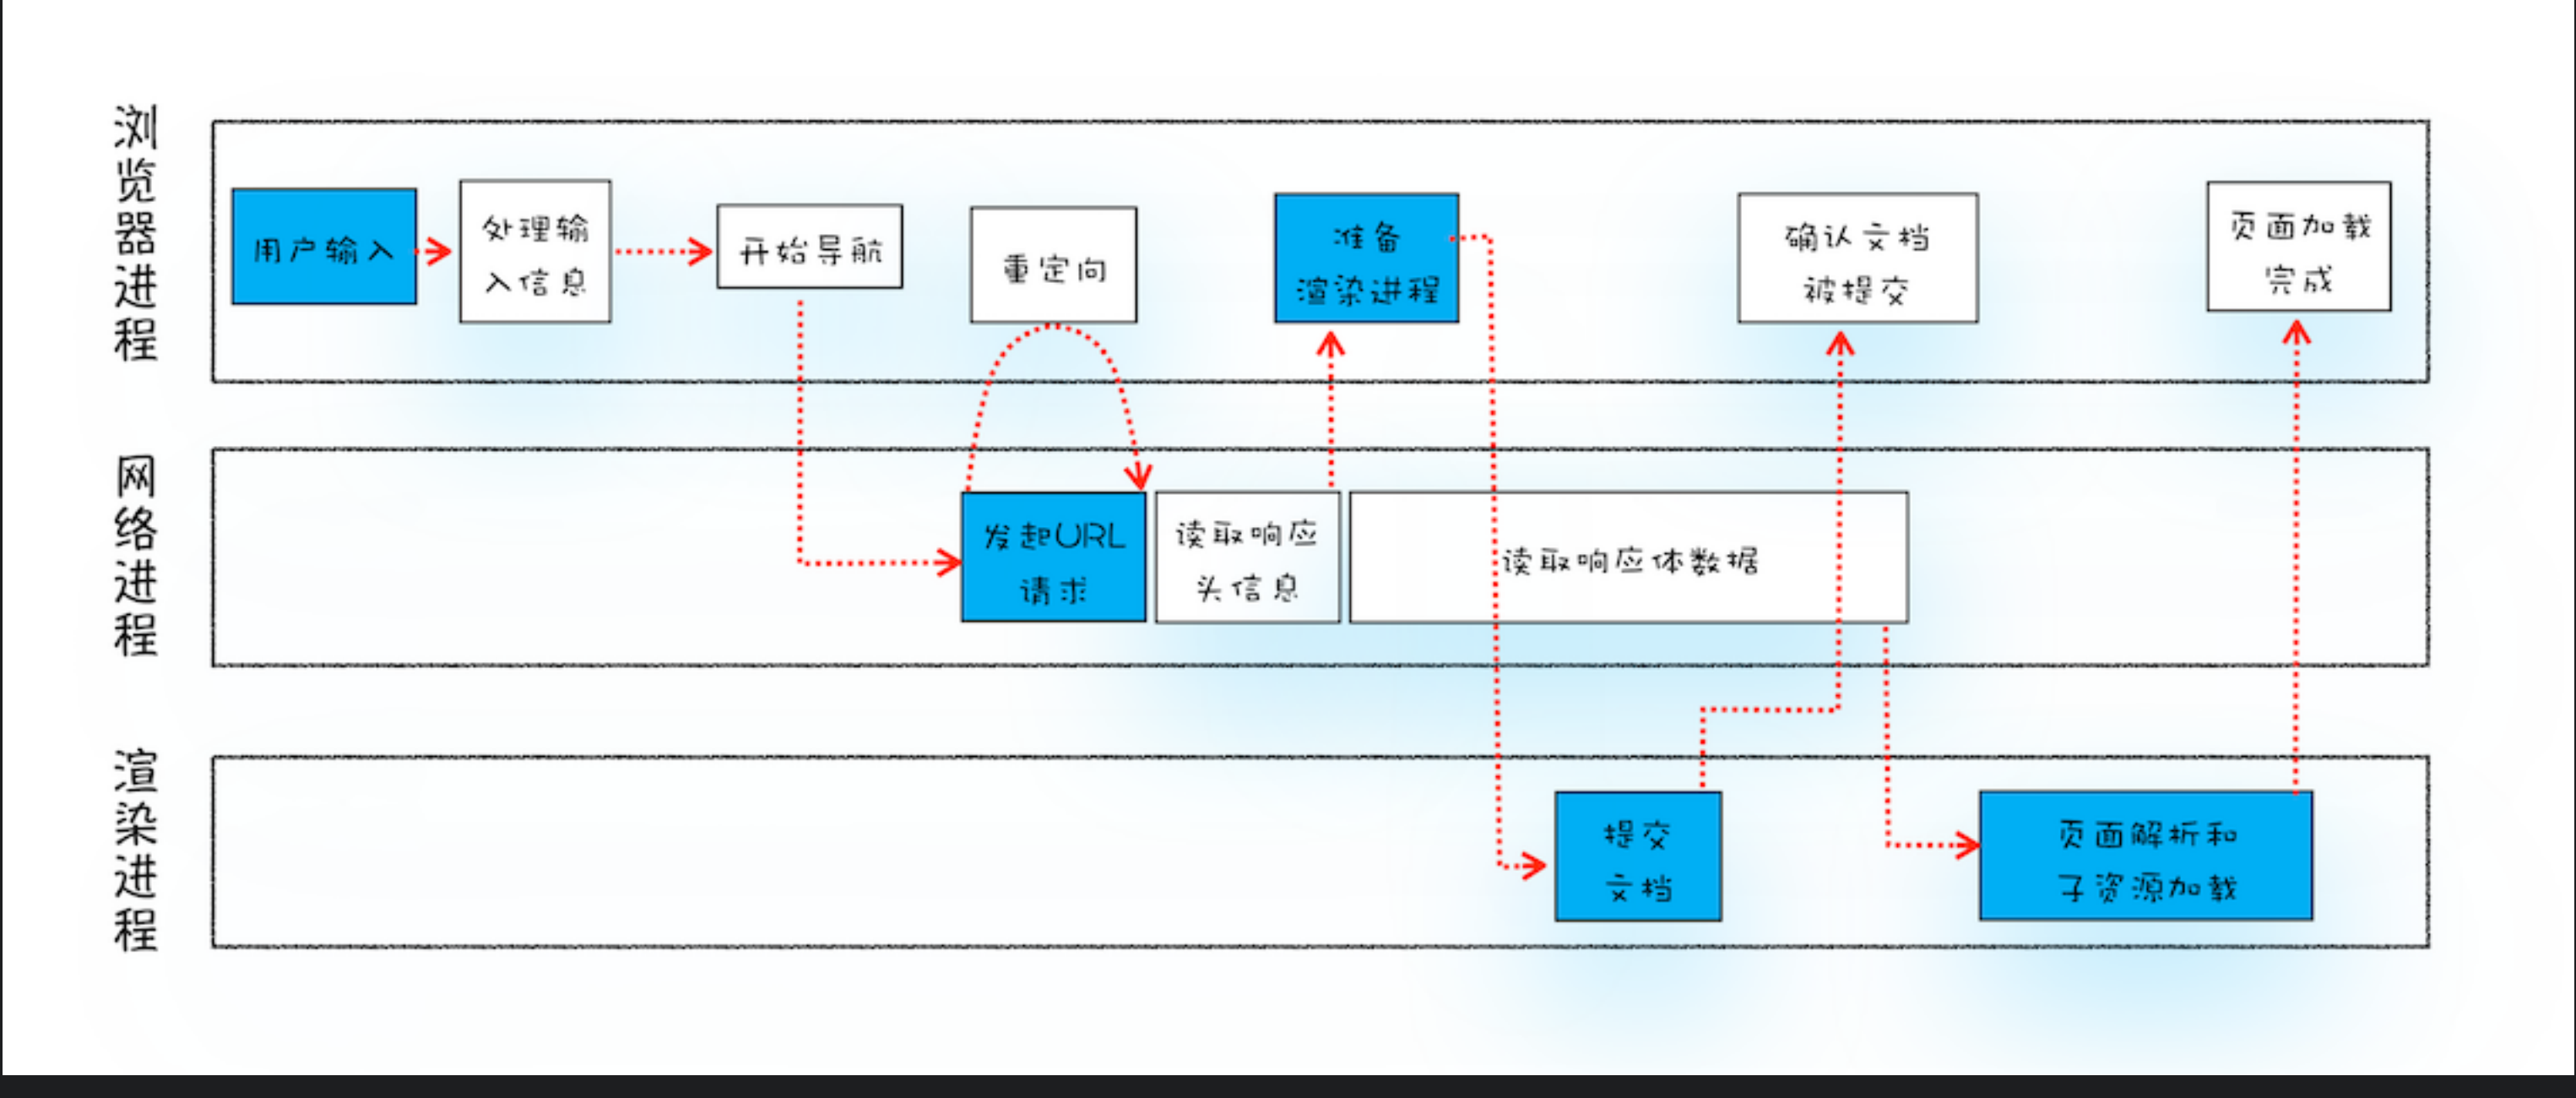 浏览器进程
用户输入
处理输
入信息
开始导航
重定向
准备
渲染进程
确认文档
被提交
页面加载
完成
网络进程
发起URL
请求
读取响应
头信息
读取响应体数据
渲染进程
提交
文档
页面解析和
子资源加载